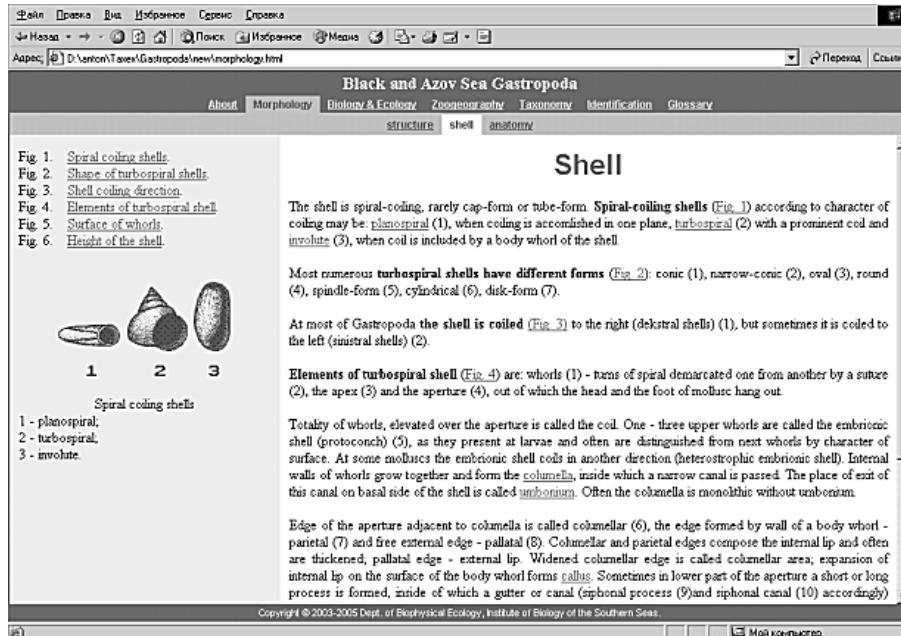 Файл Правка Вид Избранное Сервис Справка
Назад Поиск Избранное Медиа
Адрес: D:\anton\Taxex\Gastropoda\new\morphology.html Переход Ссылки
Black and Azov Sea Gastropoda
About Morphology Biology & Ecology Zoogeography Taxonomy Identification Glossary
structure shell anatomy
Fig. 1. Spiral coiling shells.
Fig. 2. Shape of turbospiral shells.
Fig. 3. Shell coiling direction.
Fig. 4. Elements of turbospiral shell.
Fig. 5. Surface of whorls.
Fig. 6. Height of the shell.
1 2 3
Spiral coiling shells
1 - planospiral;
2 - turbospiral;
3 - involute.
Shell
The shell is spiral-coiling, rarely cap-form or tube-form. Spiral-coiling shells (Fig. 1) according to character of
coiling may be: planospiral (1), when coiling is accomlished in one plane, turbospiral (2) with a prominent coil and
involute (3), when coil is included by a body whorl of the shell.
Most numerous turbospiral shells have different forms (Fig. 2): conic (1), narrow-conic (2), oval (3), round
(4), spindle-form (5), cylindrical (6), disk-form (7).
At most of Gastropoda the shell is coiled (Fig. 3) to the right (dekstral shells) (1), but sometimes it is coiled to
the left (sinistral shells) (2).
Elements of turbospiral shell (Fig. 4) are: whorls (1) - turns of spiral demarcated one from another by a suture
(2), the apex (3) and the aperture (4), out of which the head and the foot of mollusc hang out.
Totality of whorls, elevated over the aperture is called the coil. One - three upper whorls are called the embrionic
shell (protoconch) (5), as they present at larvae and often are distinguished from next whorls by character of
surface. At some molluscs the embrionic shell coils in another direction (heterostrophic embrionic shell). Internal
walls of whorls grow together and form the columella, inside which a narrow canal is passed. The place of exit of
this canal on basal side of the shell is called umbonium. Often the columella is monolithic without umbonium.
Edge of the aperture adjacent to columella is called columellar (6), the edge formed by wall of a body whorl -
parietal (7) and free external edge - pallatal (8). Columellar and parietal edges compose the internal lip and often
are thickened; pallatal edge - external lip. Widened columellar edge is called columellar area; expansion of
internal lip on the surface of the body whorl forms callus. Sometimes in lower part of the aperture a short or long
process is formed, inside of which a gutter or canal (siphonal process (9)and siphonal canal (10) accordingly)
Copyright @ 2003-2005 Dept. of Biophysical Ecology, Institute of Biology of the Southern Seas.
Мой компьютер